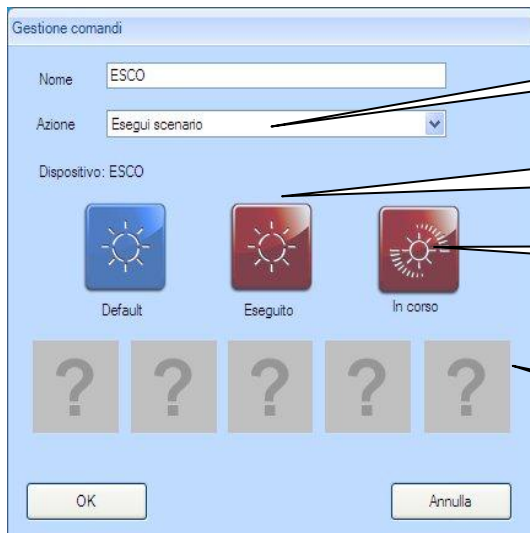 Gestione comandi
Nome ESCO
Azione Esegui scenario
Dispositivo: ESCO
Default Eseguito In corso
? ? ? ? ?
OK Annulla